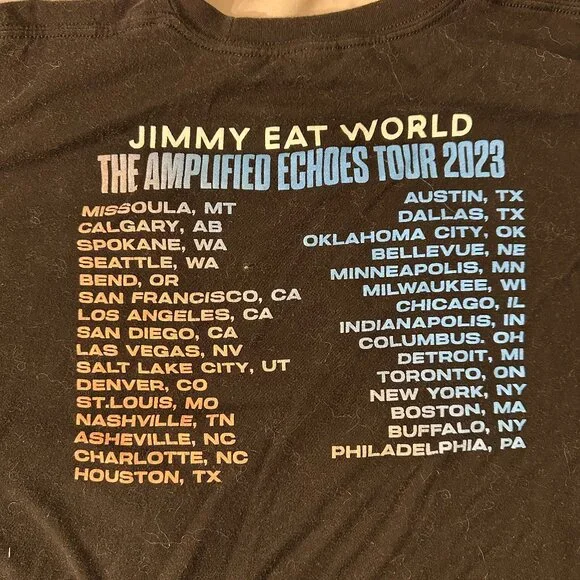 JIMMY EAT WORLD
THE AMPLIFIED ECHOES TOUR 2023
MISSOULA, MT
CALGARY, AB
SPOKANE, WA
SEATTLE, WA
BEND, OR
SAN FRANCISCO, CA
LOS ANGELES, CA
SAN DIEGO, CA
LAS VEGAS, NV
SALT LAKE CITY, UT
DENVER, CO
ST.LOUIS, MO
NASHVILLE, TN
ASHEVILLE, NC
CHARLOTTE, NC
HOUSTON, TX
AUSTIN, TX
DALLAS, TX
OKLAHOMA CITY, OK
BELLEVUE, NE
MINNEAPOLIS, MN
MILWAUKEE, WI
CHICAGO, IL
INDIANAPOLIS, IN
COLUMBUS. OH
DETROIT, MI
TORONTO, ON
NEW YORK, NY
BOSTON, MA
BUFFALO, NY
PHILADELPHIA, PA